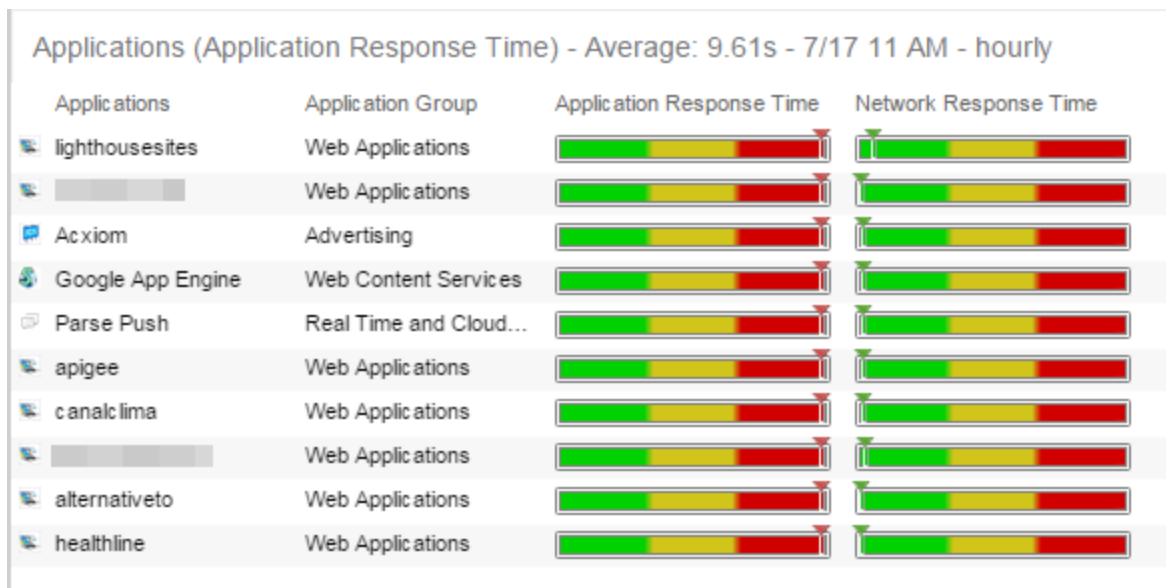 Applications (Application Response Time) - Average: 9.61s - 7/17 11 AM - hourly
Applications Application Group Application Response Time Network Response Time
lighthousesites Web Applications
Web Applications
Acxiom Advertising
Google App Engine Web Content Services
Parse Push Real Time and Cloud...
apigee Web Applications
canalclima Web Applications
Web Applications
alternativeto Web Applications
healthline Web Applications